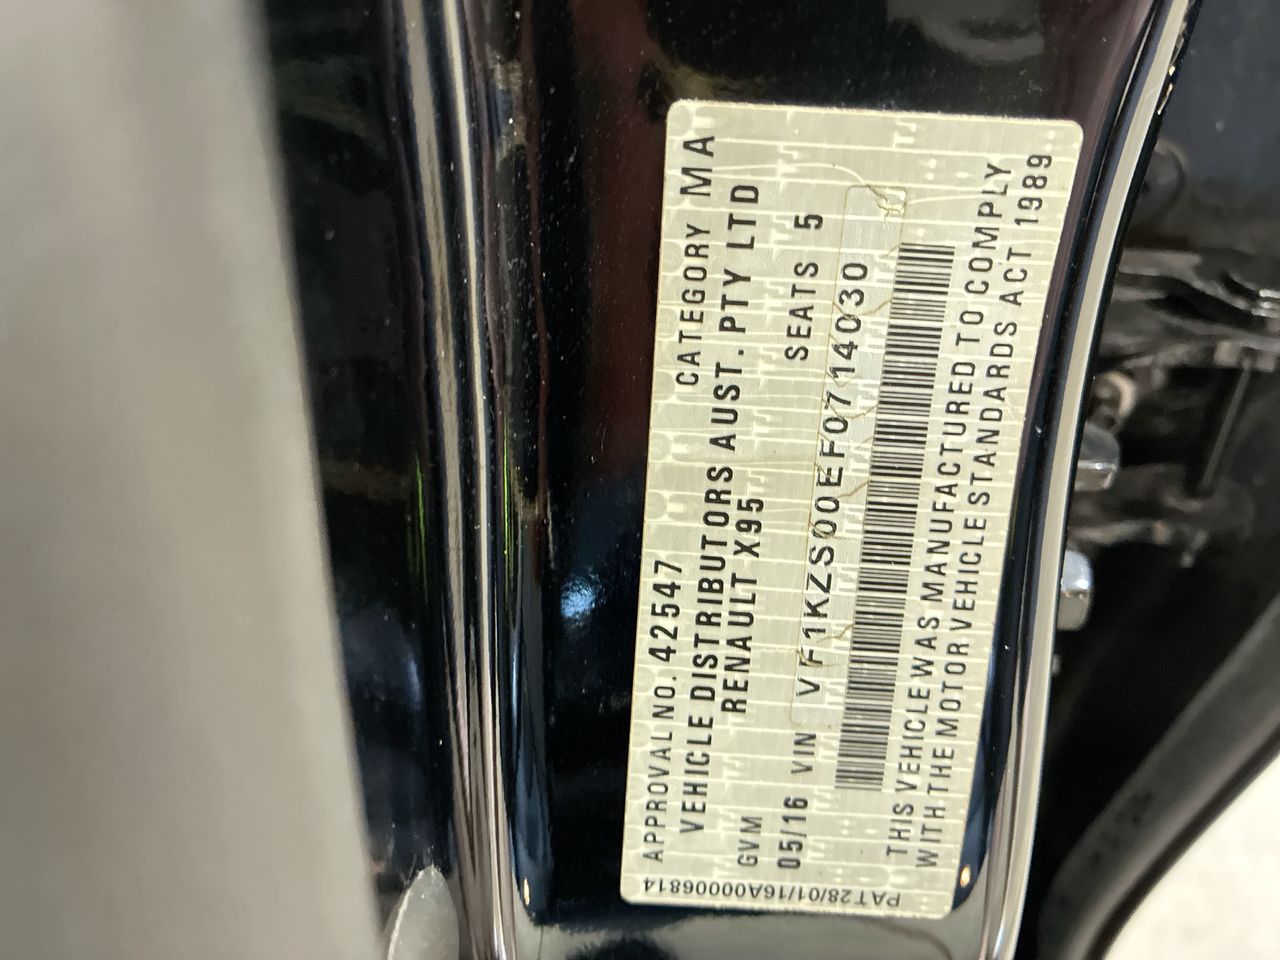 APPROVAL NO. 42547 CATEGORY MA
VEHICLE DISTRIBUTORS AUST. PTY LTD
RENAULT X95
GVM SEATS 5
05/16 VIN VF1KZS00EF0714030
THIS VEHICLE WAS MANUFACTURED TO COMPLY
WITH THE MOTOR VEHICLE STANDARDS ACT 1989
PAT28/01/16A00006814